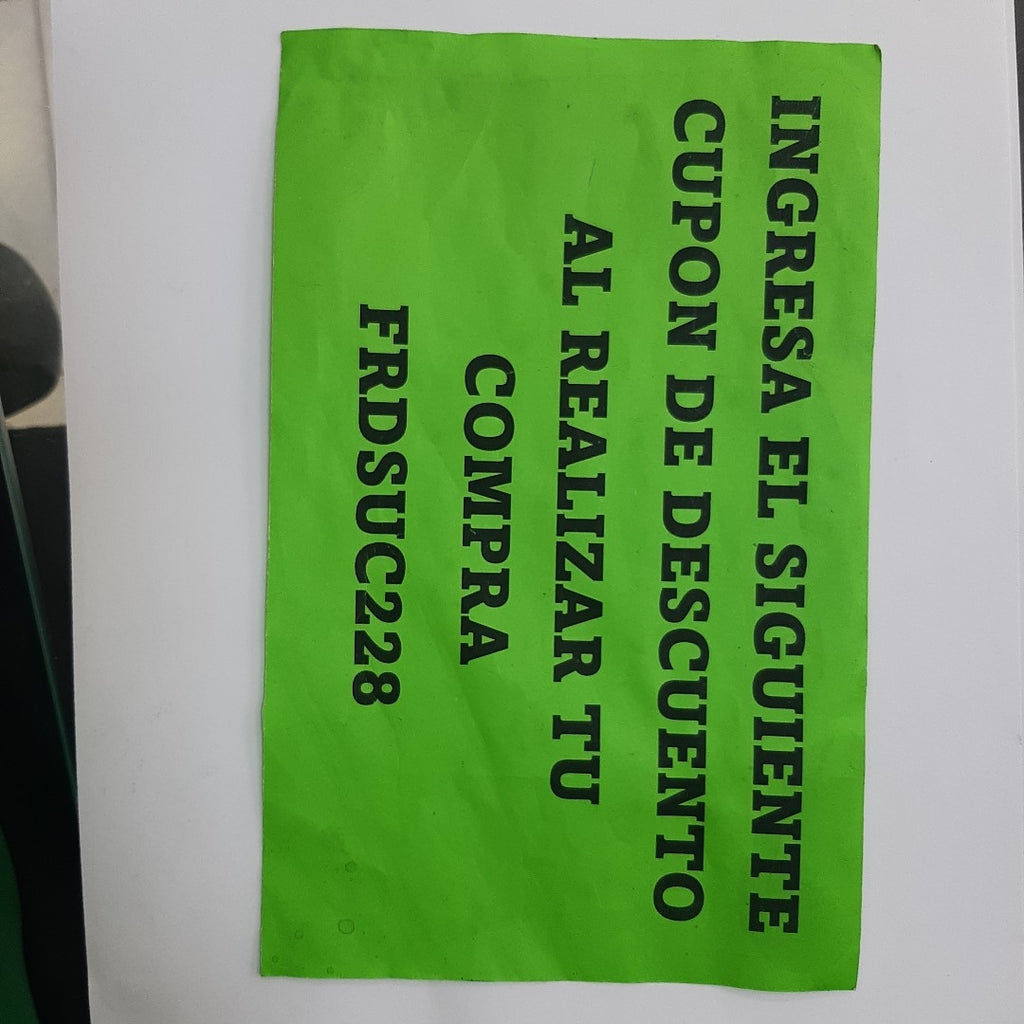 INGRESA EL SIGUIENTE
CUPON DE DESCUENTO
AL REALIZAR TU
COMPRA
FRDSUC228